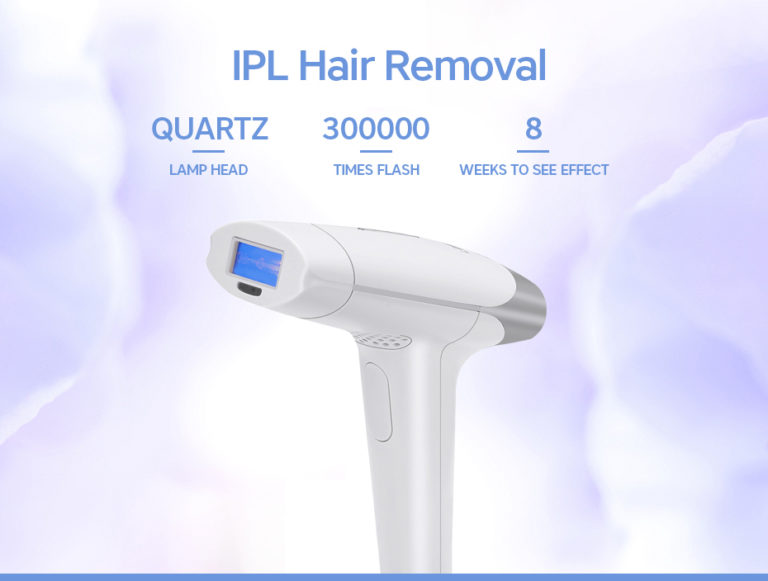 IPL Hair Removal
QUARTZ
LAMP HEAD
300000
TIMES FLASH
8
WEEKS TO SEE EFFECT